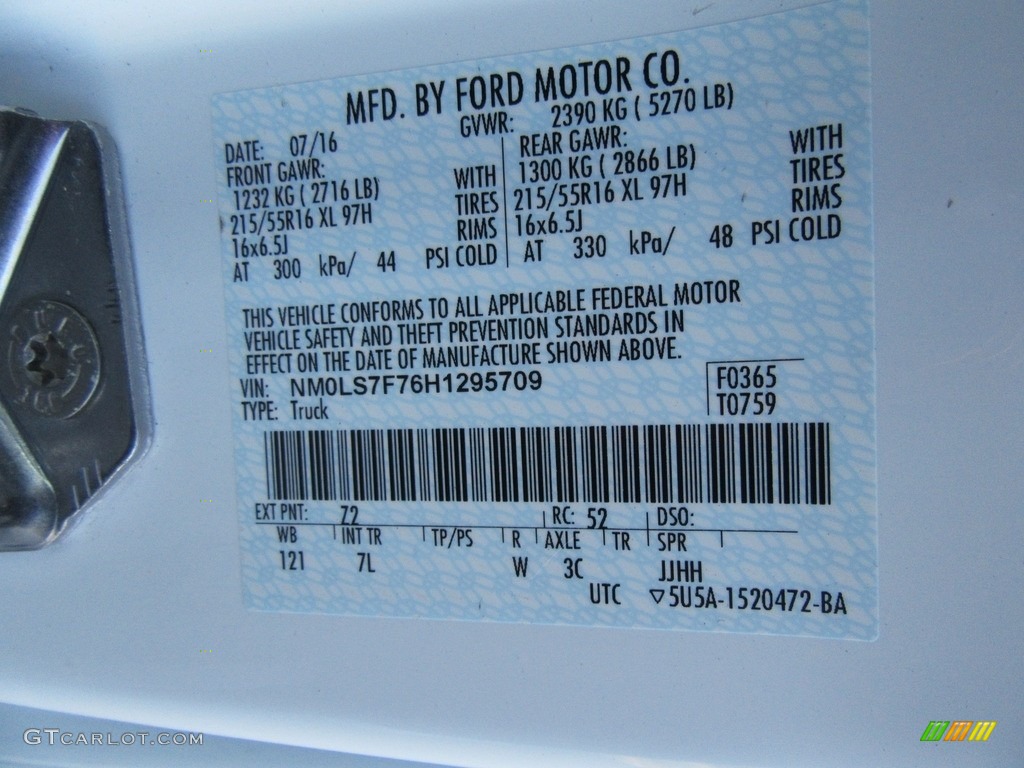 MFD. BY FORD MOTOR CO.
GVWR: 2390 KG ( 5270 LB)
DATE: 07/16
FRONT GAWR:
1232 KG ( 2716 LB) WITH
215/55R16 XL 97H TIRES
16x6.5J RIMS
AT 300 kPa/ 44 PSI COLD
REAR GAWR:
1300 KG ( 2866 LB) WITH
215/55R16 XL 97H TIRES
16x6.5J RIMS
AT 330 kPa/ 48 PSI COLD
THIS VEHICLE CONFORMS TO ALL APPLICABLE FEDERAL MOTOR
VEHICLE SAFETY AND THEFT PREVENTION STANDARDS IN
EFFECT ON THE DATE OF MANUFACTURE SHOWN ABOVE.
VIN: NM0LS7F76H1295709
TYPE: Truck
F0365
T0759
EXT PNT: Z2 RC: 52 DSO:
WB INT TR TP/PS R AXLE TR SPR
121 7L W 3C JJHH
UTC ▽5U5A-1520472-BA
GTCARLOT.COM